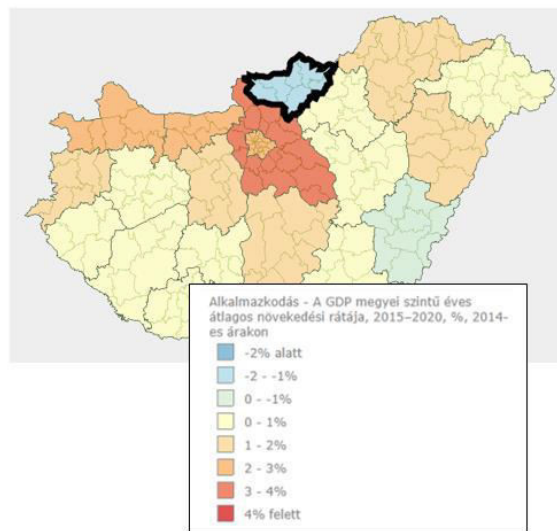 Alkalmazkodás - A GDP megyei szintű éves
átlagos növekedési rátája, 2015–2020, %, 2014-
es árakon
-2% alatt
-2 - -1%
0 - -1%
0 - 1%
1 - 2%
2 - 3%
3 - 4%
4% felett